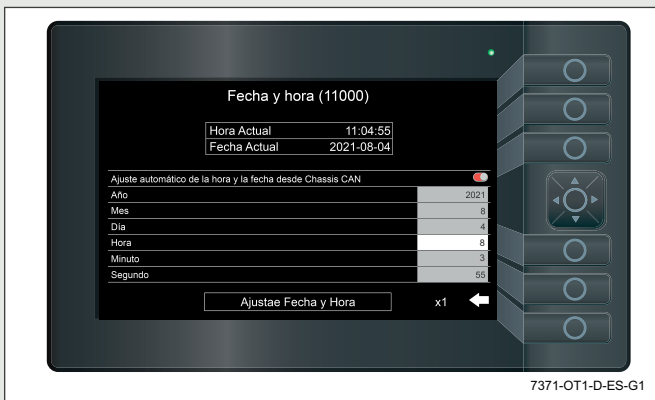 Fecha y hora (11000)
Hora Actual 11:04:55
Fecha Actual 2021-08-04
Ajuste automático de la hora y la fecha desde Chassis CAN
Año 2021
Mes 8
Día 4
Hora 8
Minuto 3
Segundo 55
Ajustae Fecha y Hora x1
7371-OT1-D-ES-G1